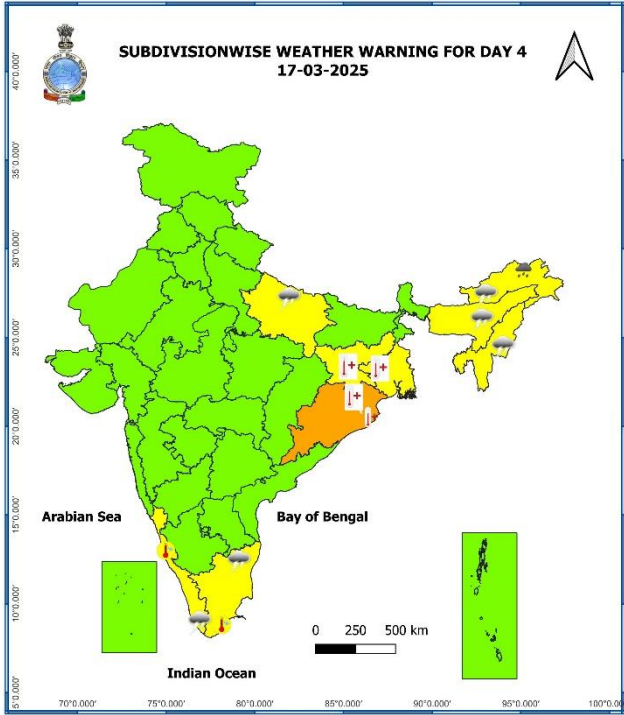 SUBDIVISIONWISE WEATHER WARNING FOR DAY 4
17-03-2025
40°0.000'
35°0.000'
30°0.000'
25°0.000'
20°0.000'
15°0.000'
10°0.000'
5°0.000'
Arabian Sea
Bay of Bengal
0 250 500 km
Indian Ocean
70°0.000' 75°0.000' 80°0.000' 85°0.000' 90°0.000' 95°0.000' 100°0.000'